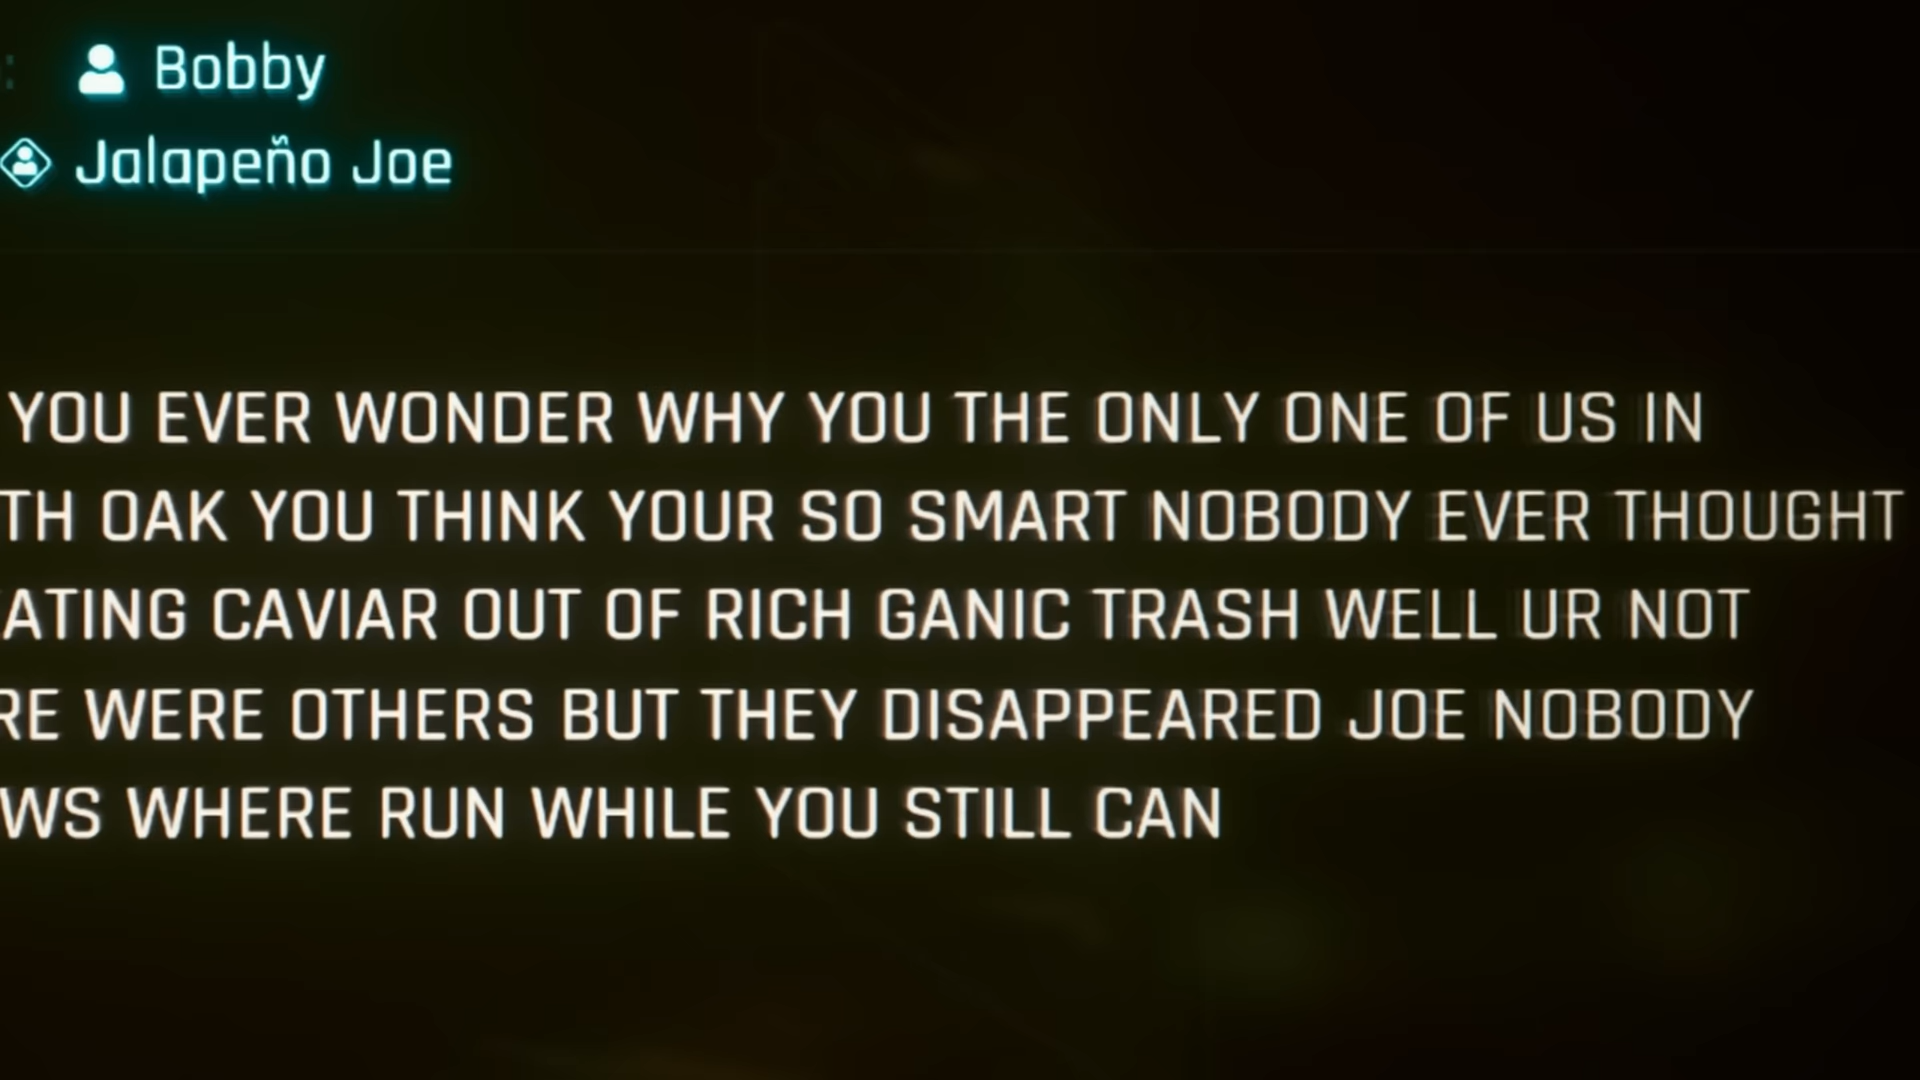 Bobby
Jalapeño Joe
YOU EVER WONDER WHY YOU THE ONLY ONE OF US IN
TH OAK YOU THINK YOUR SO SMART NOBODY EVER THOUGHT
ATING CAVIAR OUT OF RICH GANIC TRASH WELL UR NOT
RE WERE OTHERS BUT THEY DISAPPEARED JOE NOBODY
WS WHERE RUN WHILE YOU STILL CAN